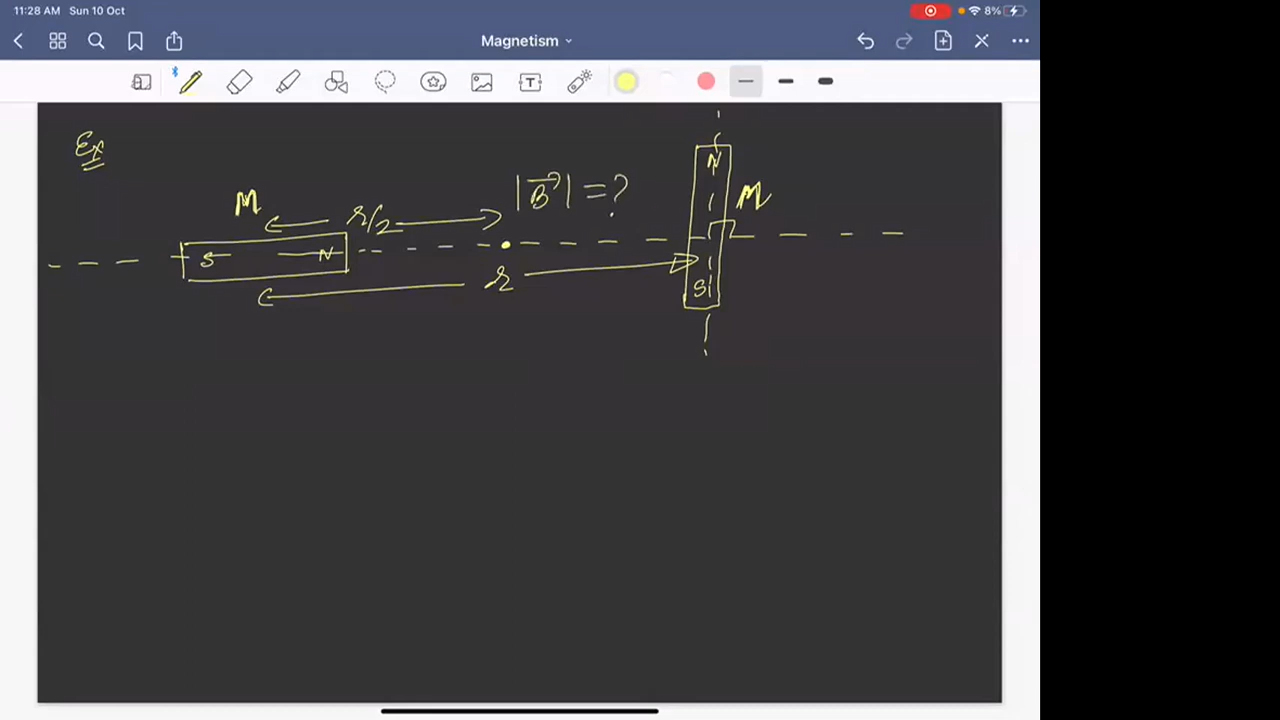 11:28 AM Sun 10 Oct
8%
Magnetism
T
Ex
M
r/2
|B⃗| = ?
N
M
S N
r
S